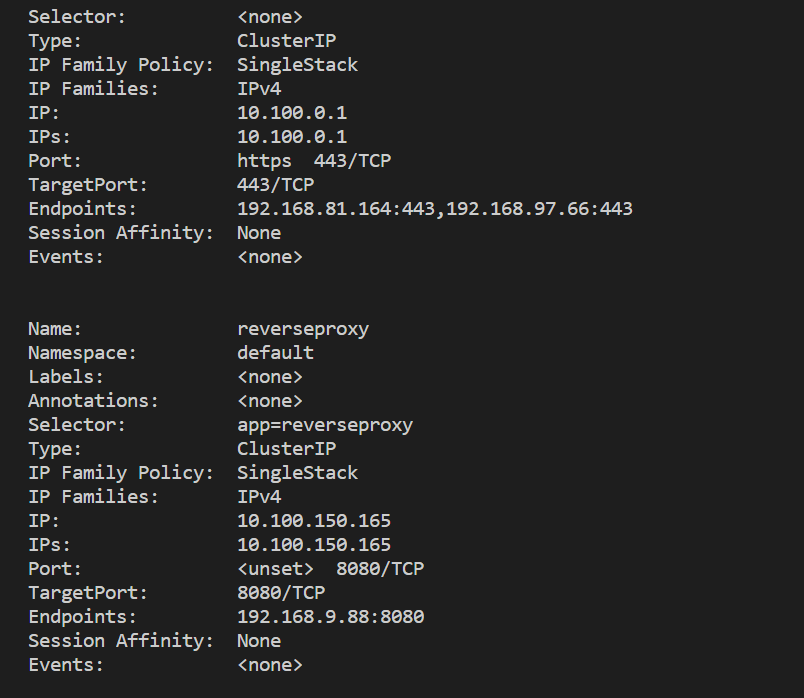 Selector:          <none>
Type:              ClusterIP
IP Family Policy:  SingleStack
IP Families:       IPv4
IP:                10.100.0.1
IPs:               10.100.0.1
Port:              https  443/TCP
TargetPort:        443/TCP
Endpoints:         192.168.81.164:443,192.168.97.66:443
Session Affinity:  None
Events:            <none>
Name:              reverseproxy
Namespace:         default
Labels:            <none>
Annotations:       <none>
Selector:          app=reverseproxy
Type:              ClusterIP
IP Family Policy:  SingleStack
IP Families:       IPv4
IP:                10.100.150.165
IPs:               10.100.150.165
Port:              <unset>  8080/TCP
TargetPort:        8080/TCP
Endpoints:         192.168.9.88:8080
Session Affinity:  None
Events:            <none>